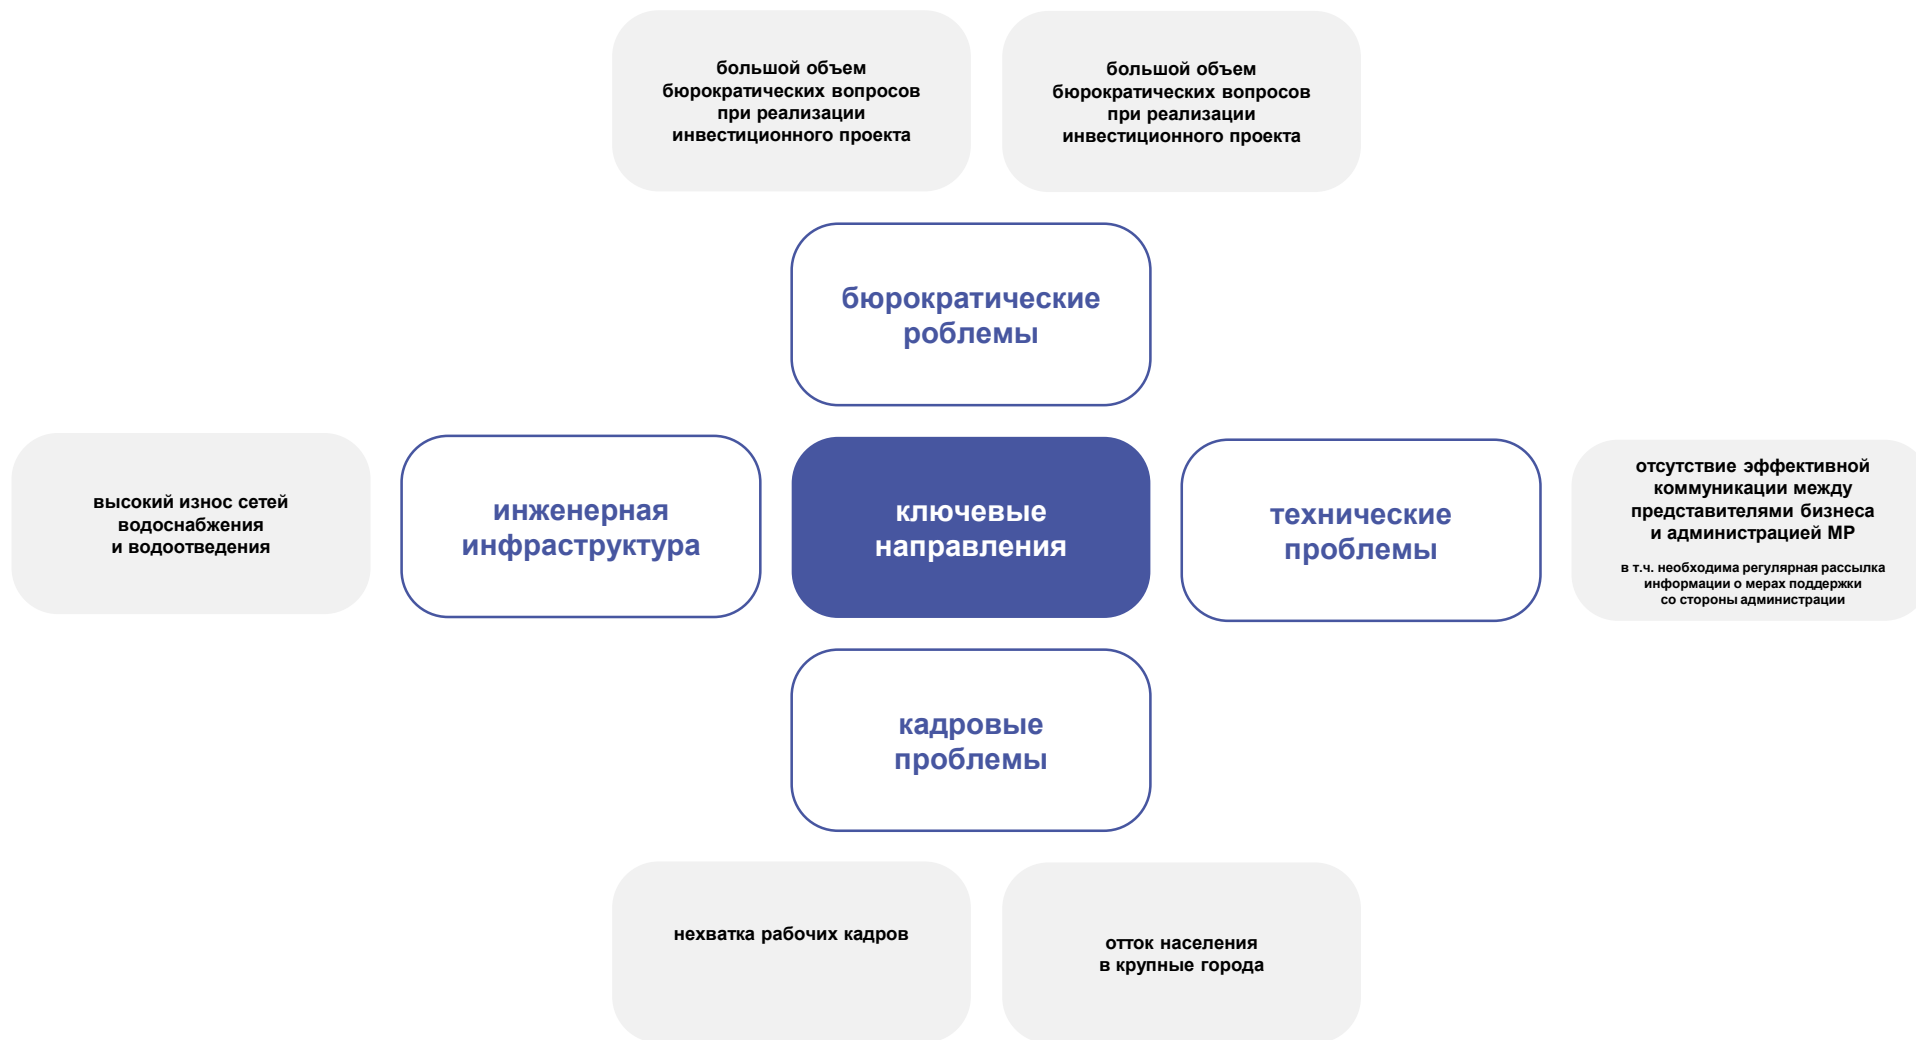 большой объем
бюрократических вопросов
при реализации
инвестиционного проекта
большой объем
бюрократических вопросов
при реализации
инвестиционного проекта
бюрократические
роблемы
высокий износ сетей
водоснабжения
и водоотведения
инженерная
инфраструктура
ключевые
направления
технические
проблемы
отсутствие эффективной
коммуникации между
представителями бизнеса
и администрацией МР
в т.ч. необходима регулярная рассылка
информации о мерах поддержки
со стороны администрации
кадровые
проблемы
нехватка рабочих кадров
отток населения
в крупные города